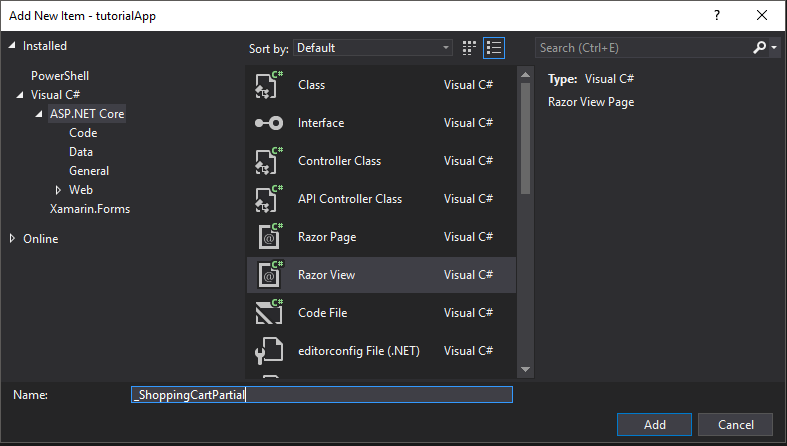 Add New Item - tutorialApp
? 
Installed
Sort by: Default
Search (Ctrl+E)
PowerShell
Visual C#
ASP.NET Core
Code
Data
General
Web
Xamarin.Forms
Online
C# Class Visual C#
Interface Visual C#
C# Controller Class Visual C#
C# API Controller Class Visual C#
C# @ Razor Page Visual C#
C# @ Razor View Visual C#
C# Code File Visual C#
editorconfig File (.NET) Visual C#
Type: Visual C#
Razor View Page
Name: _ShoppingCartPartial
Add Cancel